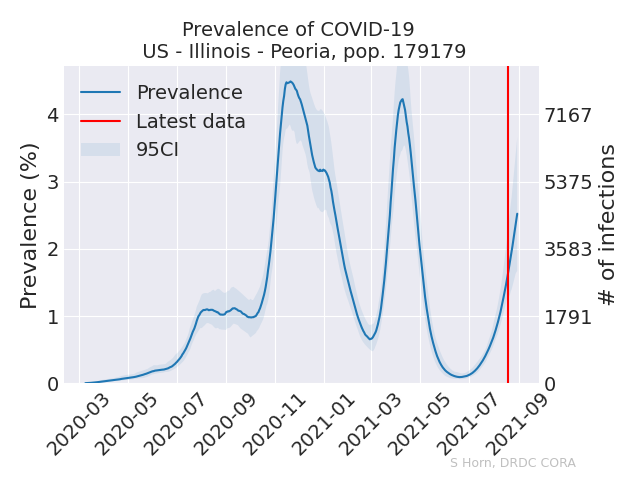 Prevalence of COVID-19
US - Illinois - Peoria, pop. 179179
Prevalence
Latest data
95CI
Prevalence (%)
4
3
2
1
0
7167
5375
3583
1791
0
# of infections
2020-03
2020-05
2020-07
2020-09
2020-11
2021-01
2021-03
2021-05
2021-07
2021-09
S Horn, DRDC CORA